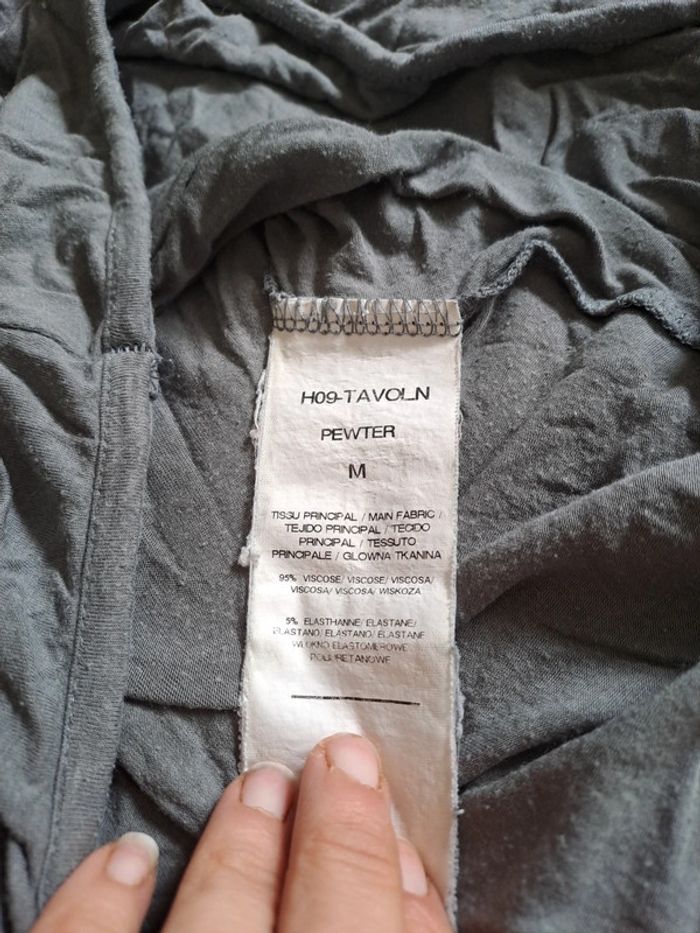 H09-TAVOLN
PEWTER
M
TISSU PRINCIPAL / MAIN FABRIC /
TEJIDO PRINCIPAL / TECIDO
PRINCIPAL / TESSUTO
PRINCIPALE / GLOWNA TKANINA
95% VISCOSE/ VISCOSE/ VISCOSA/
VISCOSA/ VISCOSA/ WISKOZA
5% ELASTHANNE/ ELASTANE/
ELASTANO/ ELASTANO/ ELASTANE
WLOKNO ELASTOMEROWE